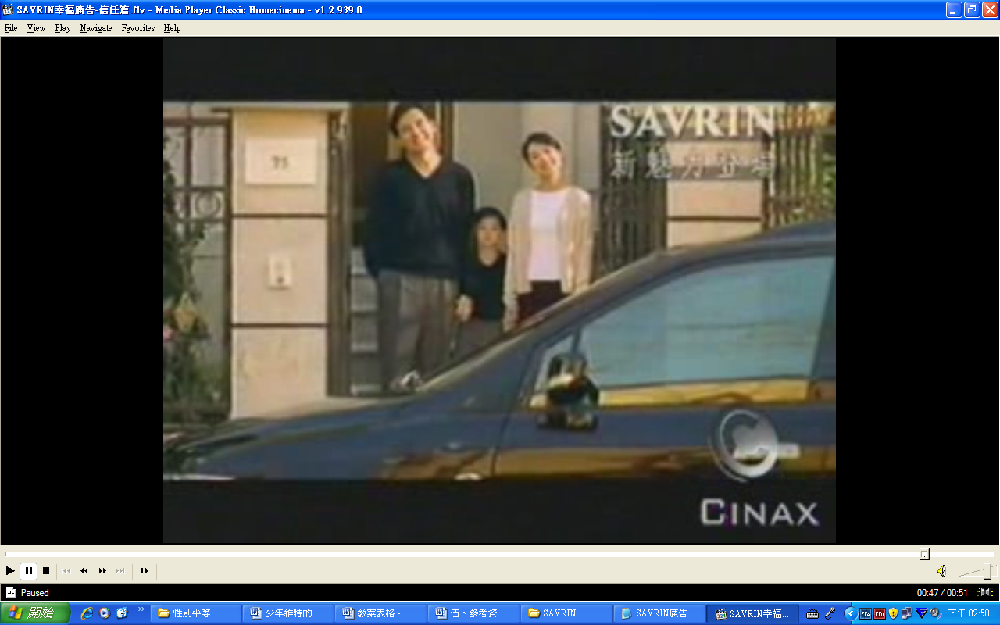 SAVRIN幸福廣告-信任篇.flv - Media Player Classic Homecinema - v1.2.939.0
File View Play Navigate Favorites Help
SAVRIN
新魅力登場
75
CINAX
Paused
00:47 / 00:51
開始
性別平等
少年維特的...
教案表格 - ...
伍、參考資...
SAVRIN
SAVRIN廣告...
SAVRIN幸福...
下午 02:58